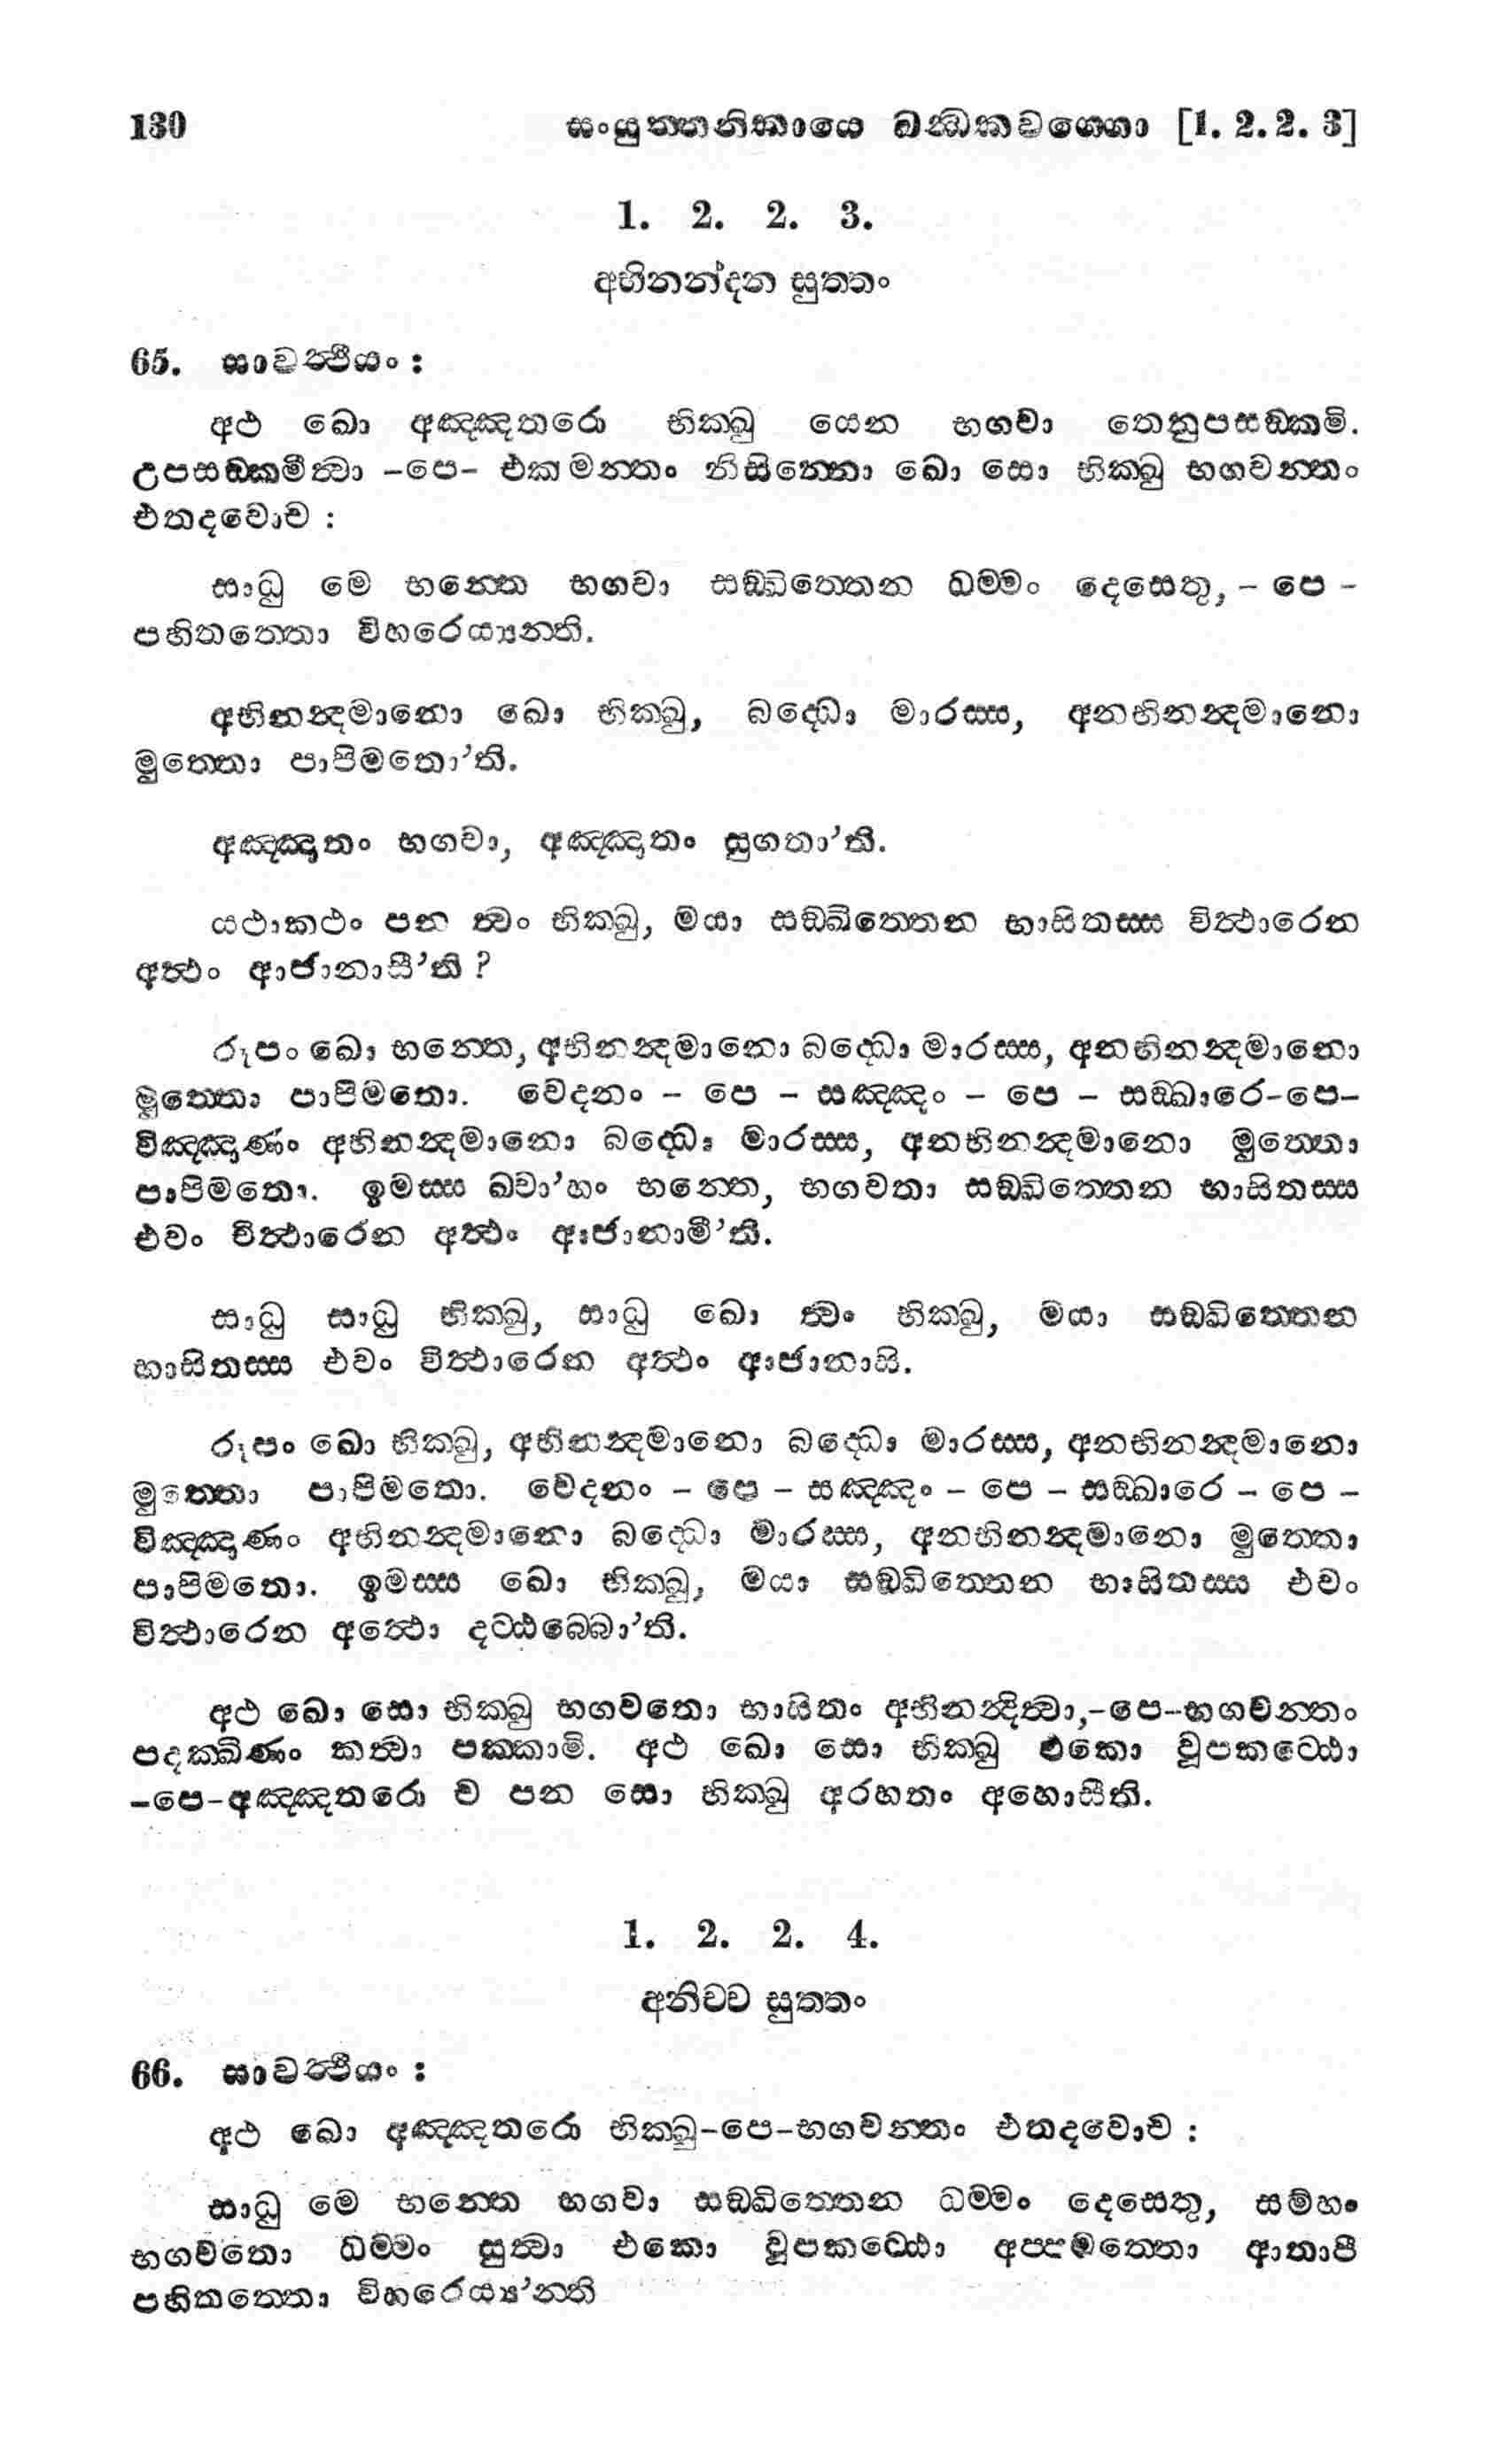 130 සංයුත්තනිකායෙ ඛන්ධකවග්ගො [1. 2. 2. 3]
1. 2. 2. 3.
අභිනන්දන සුත්තං
65. සාවත්ථියං :
අථ ඛො අඤ්ඤතරො භික්ඛු යෙන භගවා තෙනුපසඞ්කමි.
උපසඞ්කමිත්වා -පෙ- එකමන්තං නිසින්නො ඛො සො භික්ඛු භගවන්තං
එතදවොච :
සාධු මෙ භන්තෙ භගවා සඞ්ඛිත්තෙන ධම්මං දෙසෙතු, - පෙ -
පහිතත්තො විහරෙය්‍යන්ති.
අභිනන්දමානො ඛො භික්ඛු, බද්ධො මාරස්ස, අනභිනන්දමානො
මුත්තො පාපිමතො'ති.
අඤ්ඤාතං භගවා, අඤ්ඤාතං සුගතා'ති.
යථාකථං පන ත්වං භික්ඛු, මයා සඞ්ඛිත්තෙන භාසිතස්ස විත්ථාරෙන
අත්ථං ආජානාසී'ති ?
රූපං ඛො භන්තෙ, අභිනන්දමානො බද්ධො මාරස්ස, අනභිනන්දමානො
මුත්තො පාපිමතො. වෙදනං - පෙ - සඤ්ඤං - පෙ - සඞ්ඛාරෙ-පෙ-
විඤ්ඤාණං අභිනන්දමානො බද්ධො මාරස්ස, අනභිනන්දමානො මුත්තො
පාපිමතො. ඉමස්ස ඛ්වා'හං භන්තෙ, භගවතා සඞ්ඛිත්තෙන භාසිතස්ස
එවං විත්ථාරෙන අත්ථං ආජානාමී'ති.
සාධු සාධු භික්ඛු, සාධු ඛො ත්වං භික්ඛු, මයා සඞ්ඛිත්තෙන
භාසිතස්ස එවං විත්ථාරෙන අත්ථං ආජානාසි.
රූපං ඛො භික්ඛු, අභිනන්දමානො බද්ධො මාරස්ස, අනභිනන්දමානො
මුත්තො පාපිමතො. වෙදනං - පෙ - සඤ්ඤං - පෙ - සඞ්ඛාරෙ - පෙ -
විඤ්ඤාණං අභිනන්දමානො බද්ධො මාරස්ස, අනභිනන්දමානො මුත්තො
පාපිමතො. ඉමස්ස ඛො භික්ඛු, මයා සඞ්ඛිත්තෙන භාසිතස්ස එවං
විත්ථාරෙන අත්ථො දට්ඨබ්බො'ති.
අථ ඛො සො භික්ඛු භගවතො භාසිතං අභිනන්දිත්වා,-පෙ-භගවන්තං
පදක්ඛිණං කත්වා පක්කාමි. අථ ඛො සො භික්ඛු එකො වූපකට්ඨො
-පෙ-අඤ්ඤතරො ච පන සො භික්ඛු අරහතං අහොසීති.
1. 2. 2. 4.
අනිච්ච සුත්තං
66. සාවත්ථියං :
අථ ඛො අඤ්ඤතරො භික්ඛු-පෙ-භගවන්තං එතදවොච :
සාධු මෙ භන්තෙ භගවා සඞ්ඛිත්තෙන ධම්මං දෙසෙතු, යමහං
භගවතො ධම්මං සුත්වා එකො වූපකට්ඨො අප්පමත්තො ආතාපී
පහිතත්තො විහරෙය්‍ය'න්ති